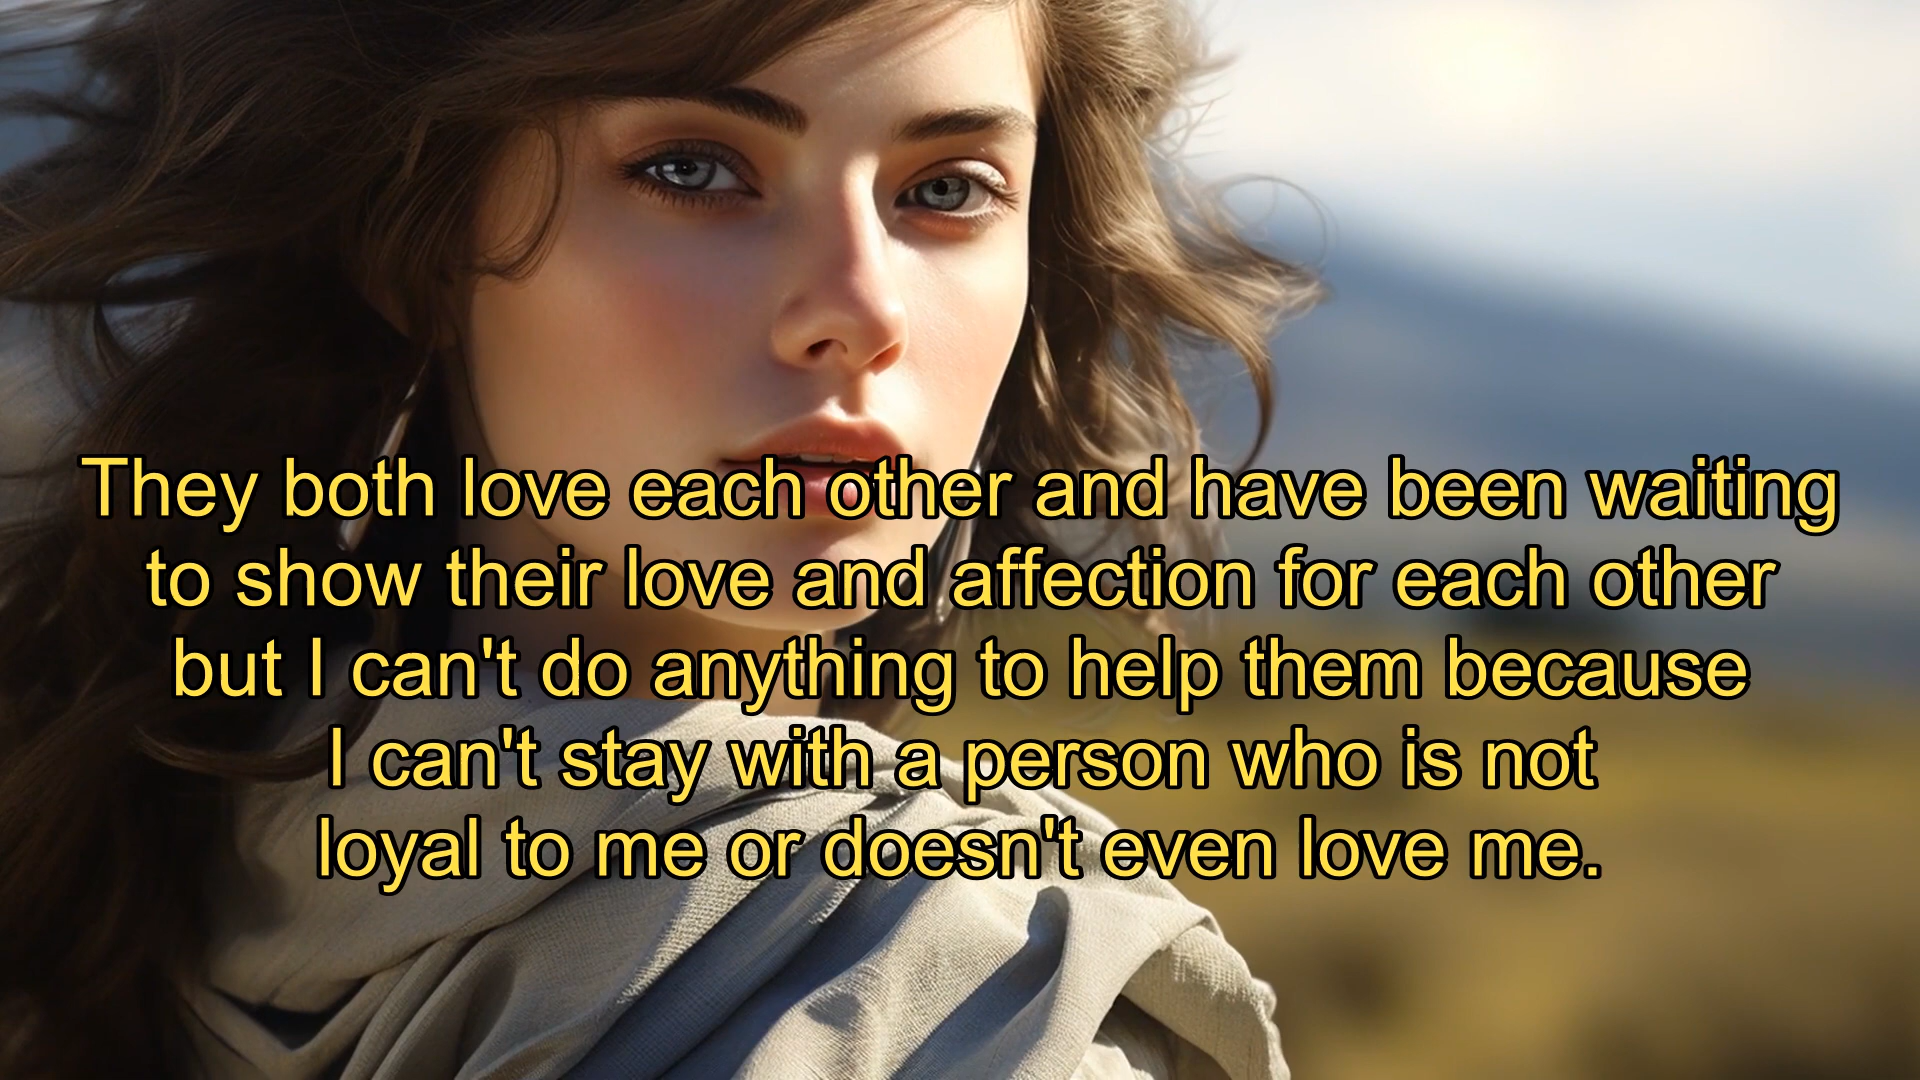 They both love each other and have been waiting
to show their love and affection for each other
but I can't do anything to help them because
I can't stay with a person who is not
loyal to me or doesn't even love me.